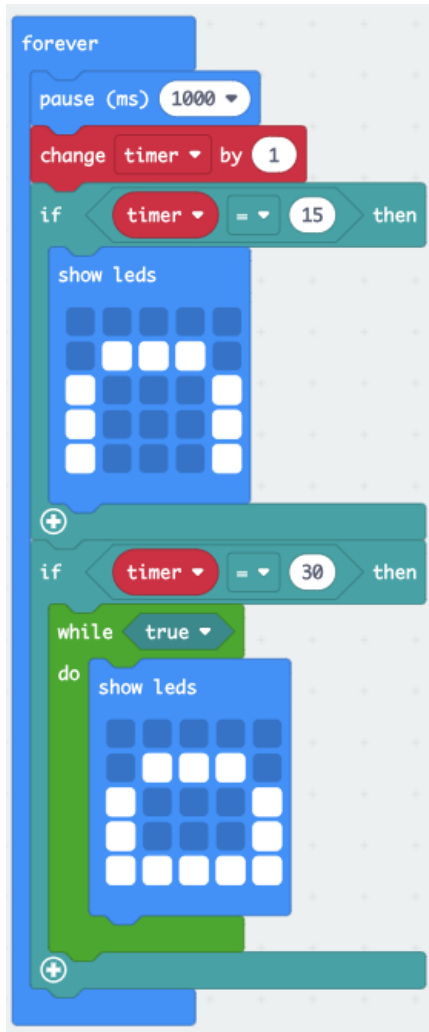 forever
pause (ms) 1000
change timer by 1
if timer = 15 then
show leds
if timer = 30 then
while true
do
show leds